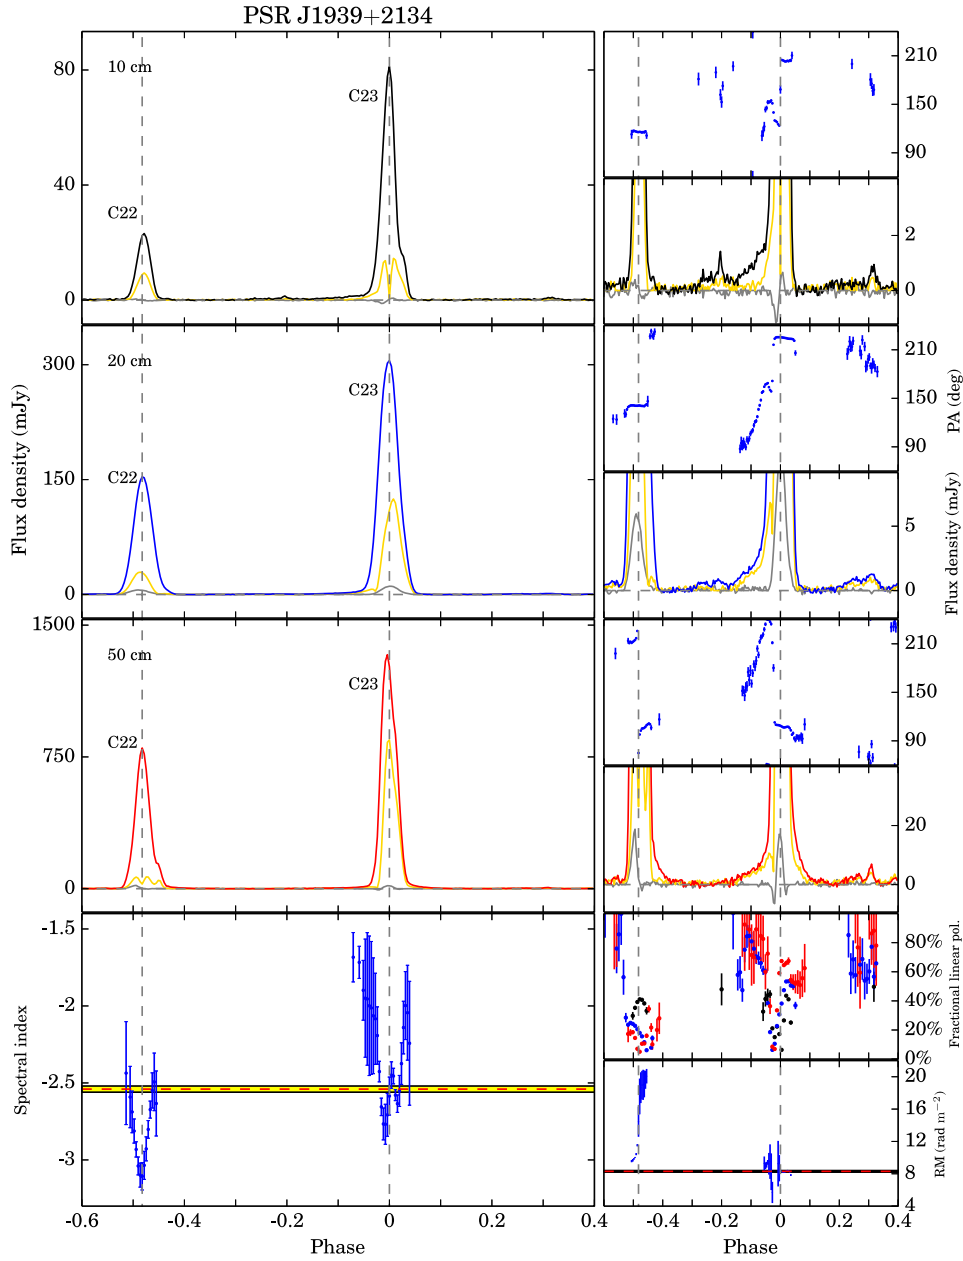 PSR J1939+2134
10 cm
C22
C23
80
40
0
210
150
90
2
0
20 cm
C22
C23
300
150
0
Flux density (mJy)
210
150
90
PA (deg)
5
0
Flux density (mJy)
50 cm
C22
C23
1500
750
0
210
150
90
20
0
-1.5
-2
-2.5
-3
Spectral index
80%
60%
40%
20%
0%
Fractional linear pol.
20
16
12
8
4
RM (rad m⁻²)
-0.6 -0.4 -0.2 0 0.2 0.4
Phase
-0.4 -0.2 0 0.2 0.4
Phase